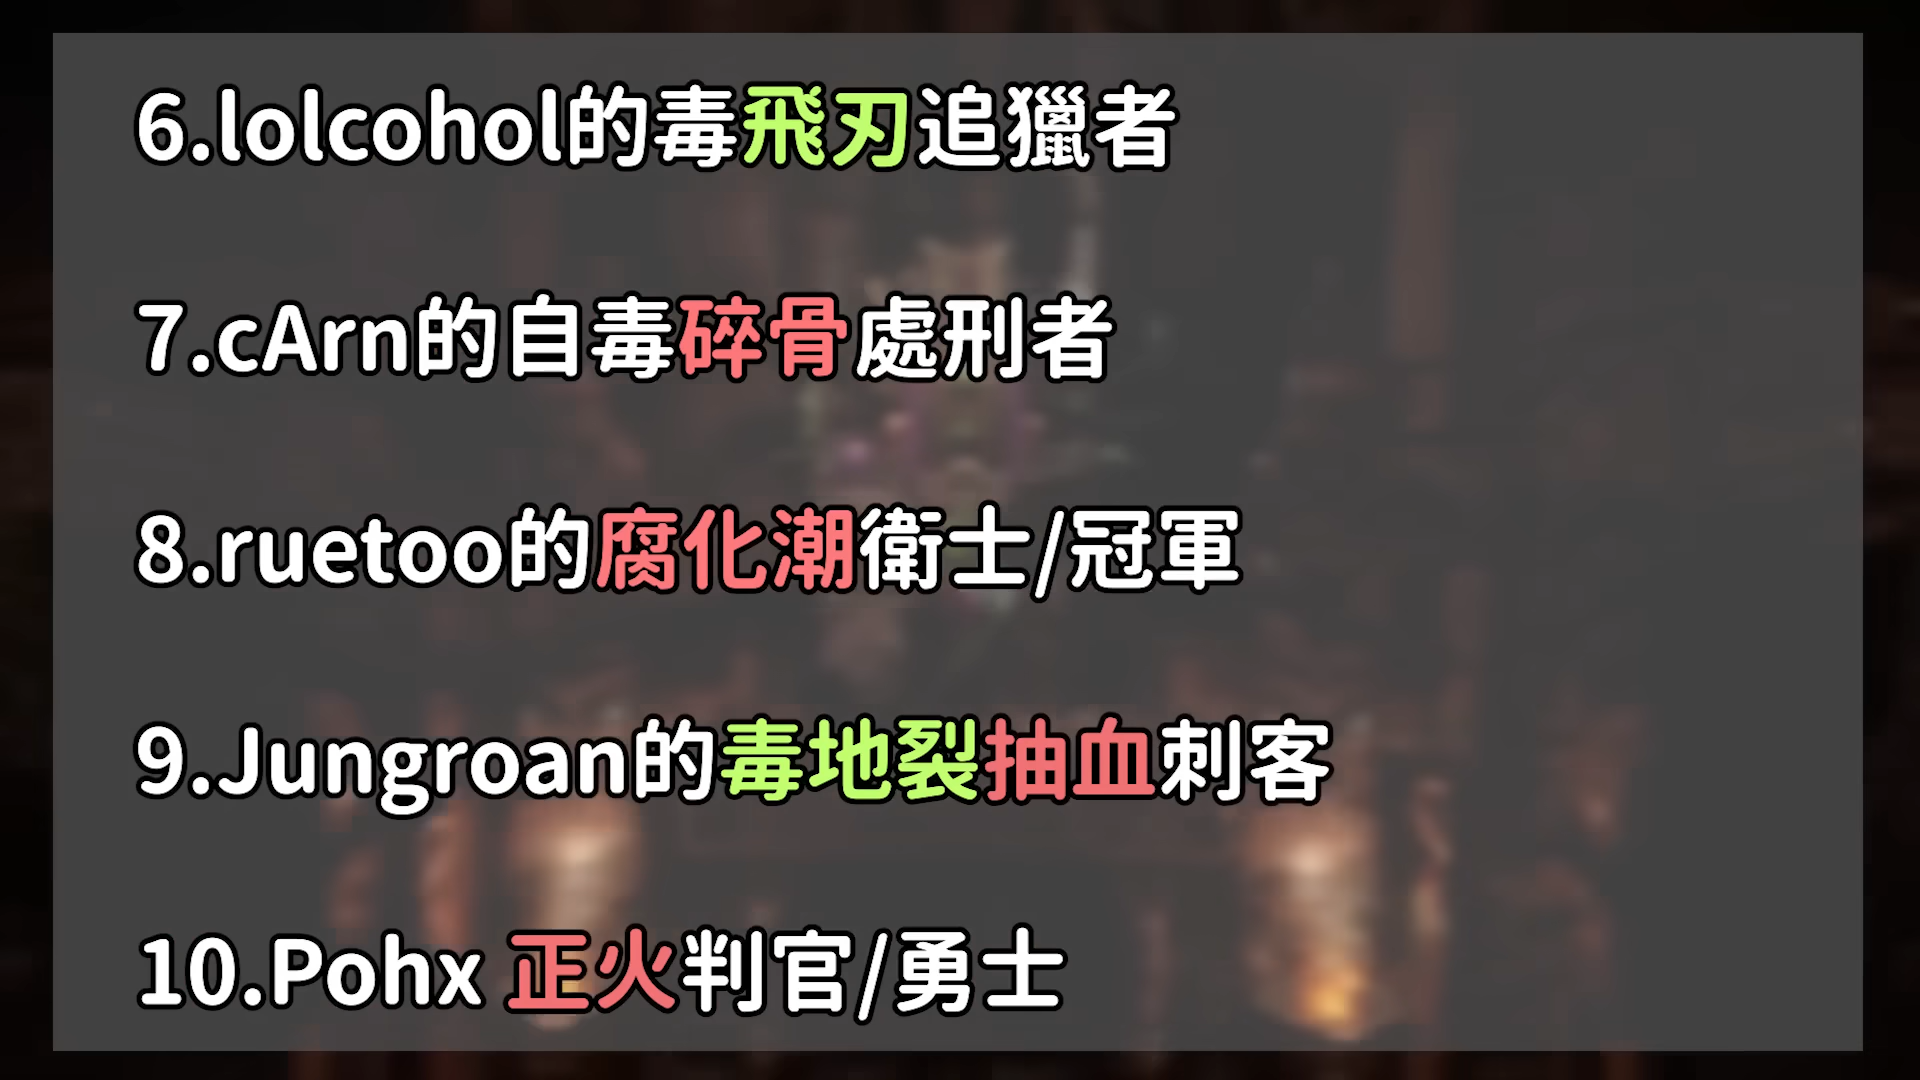 6.lolcohol的毒飛刃追獵者
7.cArn的自毒碎骨處刑者
8.ruetoo的腐化潮衛士/冠軍
9.Jungroan的毒地裂抽血刺客
10.Pohx 正火判官/勇士